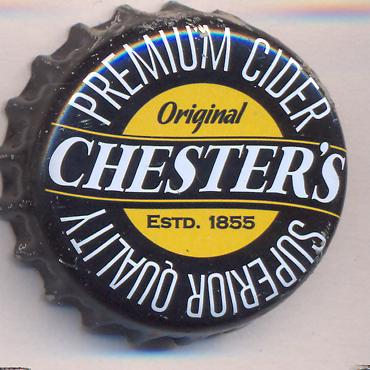 PREMIUM CIDER
Original
CHESTER'S
ESTD. 1855
SUPERIOR QUALITY